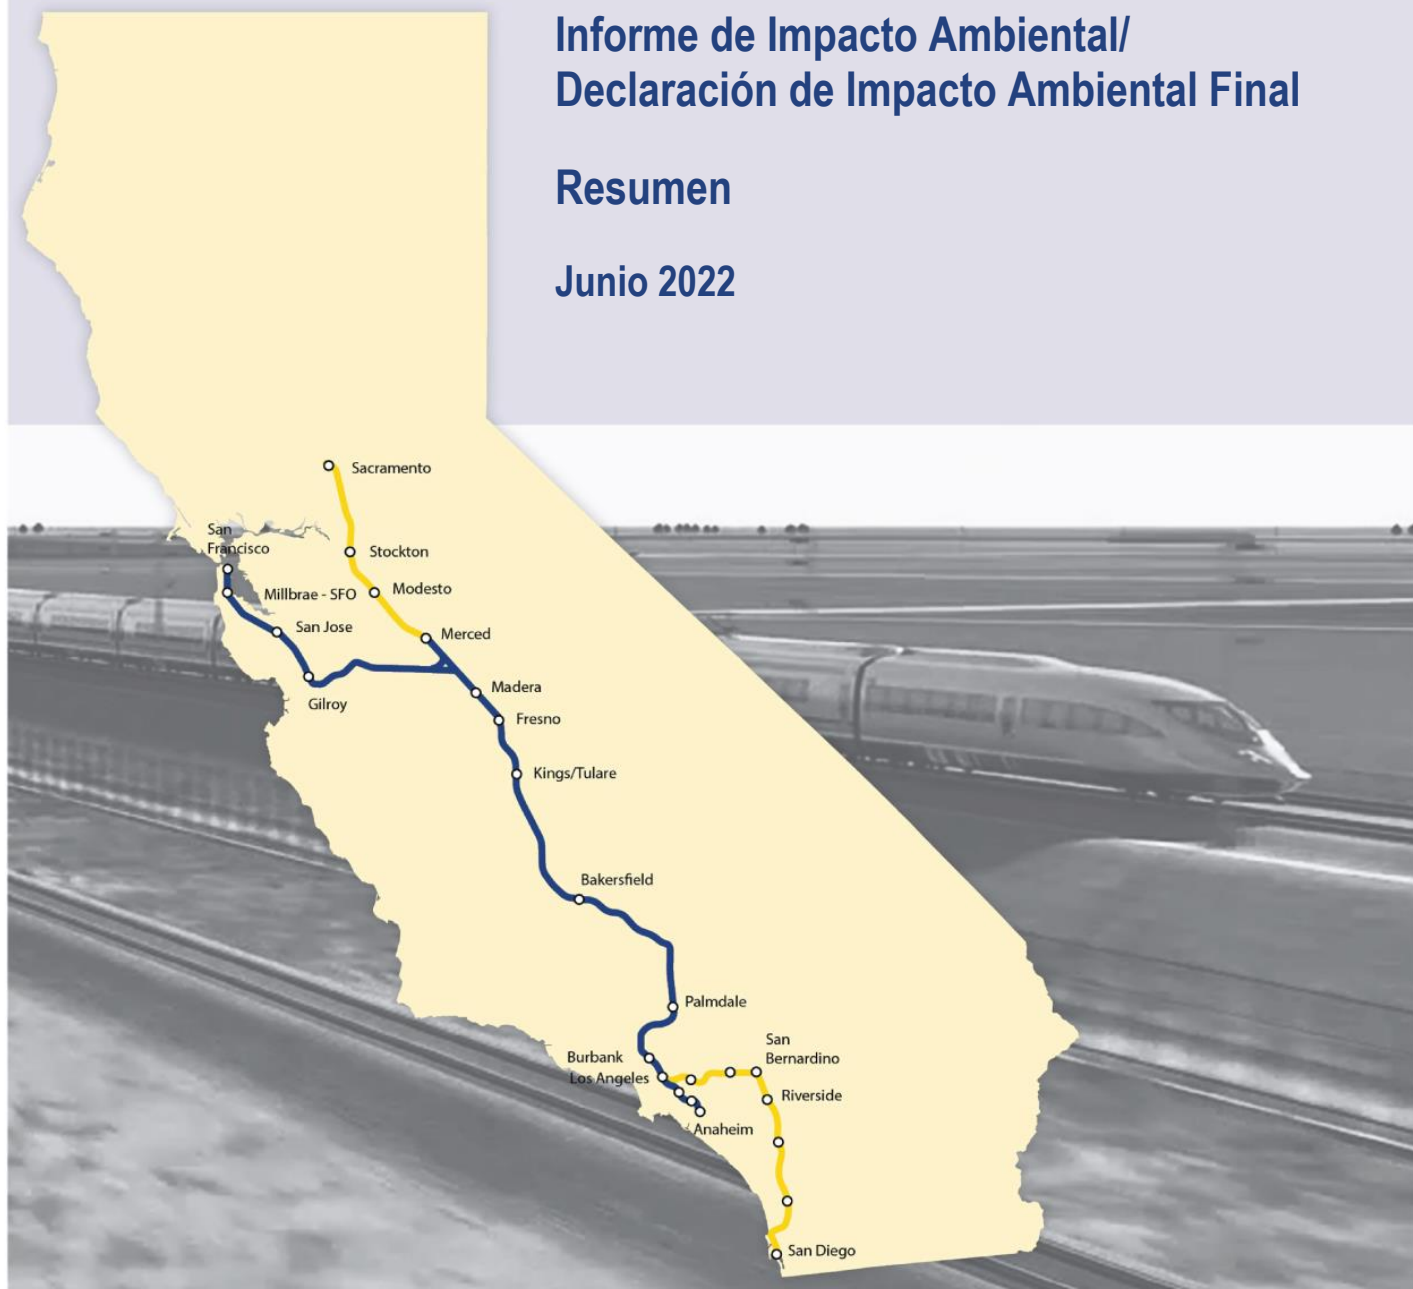 Informe de Impacto Ambiental/
Declaración de Impacto Ambiental Final
Resumen
Junio 2022
Sacramento
San
Francisco
Stockton
Millbrae - SFO
Modesto
San Jose
Merced
Gilroy
Madera
Fresno
Kings/Tulare
Bakersfield
Palmdale
San
Bernardino
Burbank
Los Angeles
Riverside
Anaheim
San Diego